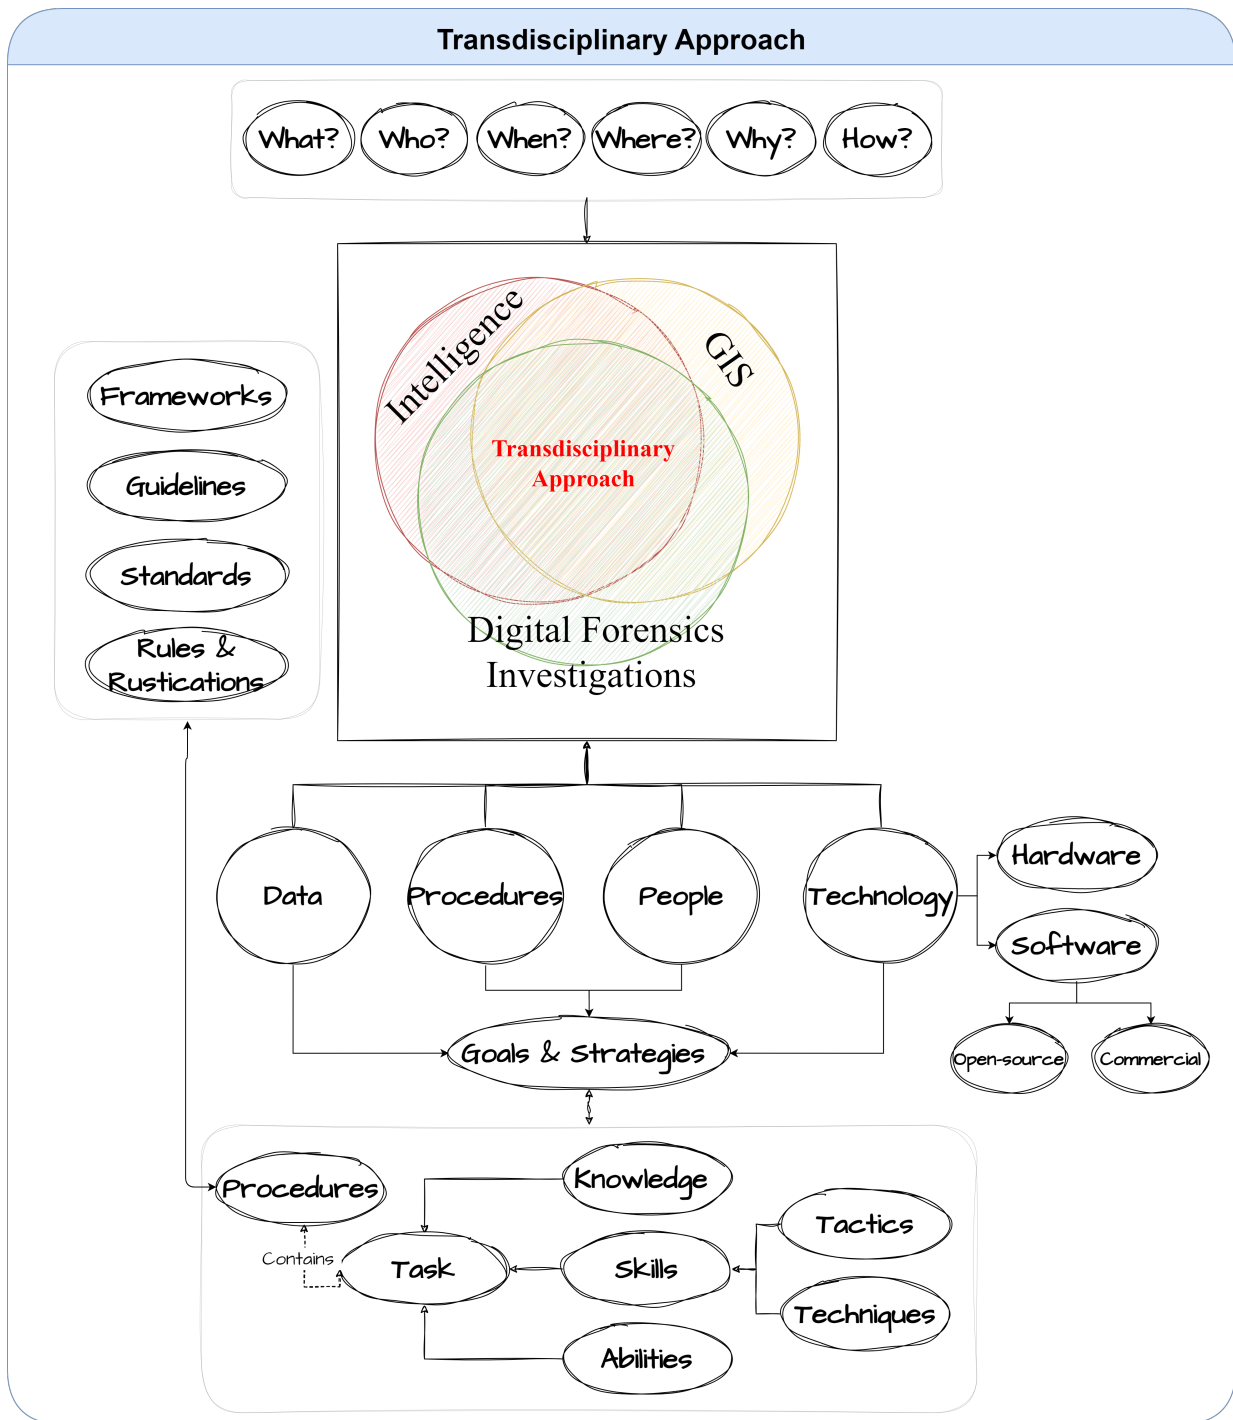 Transdisciplinary Approach
What?
Who?
When?
Where?
Why?
How?
Intelligence
GIS
Transdisciplinary
Approach
Digital Forensics
Investigations
Frameworks
Guidelines
Standards
Rules &
Rustications
Data
Procedures
People
Technology
Hardware
Software
Open-source
Commercial
Goals & Strategies
Procedures
Contains
Task
Knowledge
Skills
Abilities
Tactics
Techniques